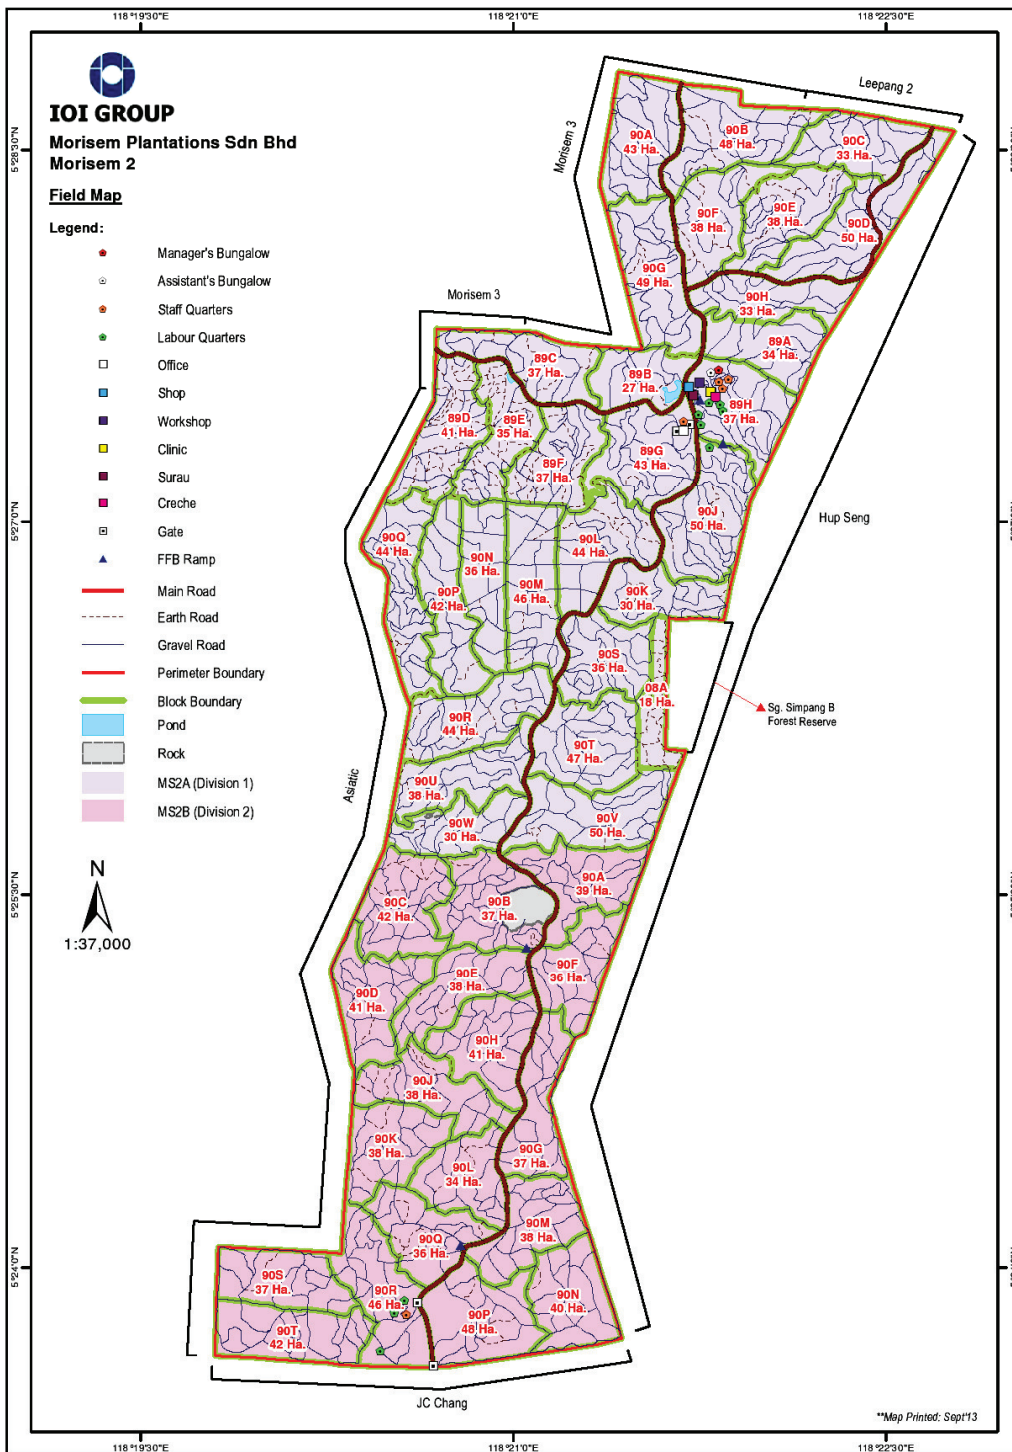 118°19'30"E
118°21'0"E
118°22'30"E
IOI GROUP
Morisem Plantations Sdn Bhd
Morisem 2
Field Map
Legend:
Manager's Bungalow
Assistant's Bungalow
Staff Quarters
Labour Quarters
Office
Shop
Workshop
Clinic
Surau
Creche
Gate
FFB Ramp
Main Road
Earth Road
Gravel Road
Perimeter Boundary
Block Boundary
Pond
Rock
MS2A (Division 1)
MS2B (Division 2)
N
1:37,000
5°28'30"N
5°27'0"N
5°25'30"N
5°24'0"N
Leepang 2
Morisem 3
Morisem 3
Hup Seng
Asiatic
Sg. Simpang B
Forest Reserve
JC Chang
90A
43 Ha.
90B
48 Ha.
90C
33 Ha.
90F
38 Ha.
90E
38 Ha.
90D
50 Ha.
90G
49 Ha.
90H
33 Ha.
89A
34 Ha.
89C
37 Ha.
89B
27 Ha.
89H
37 Ha.
89D
41 Ha.
89E
35 Ha.
89F
37 Ha.
89G
43 Ha.
90J
50 Ha.
90Q
44 Ha.
90N
36 Ha.
90L
44 Ha.
90P
42 Ha.
90M
46 Ha.
90K
30 Ha.
90S
36 Ha.
08A
18 Ha.
90R
44 Ha.
90T
47 Ha.
90U
38 Ha.
90W
30 Ha.
90V
50 Ha.
90A
39 Ha.
90C
42 Ha.
90B
37 Ha.
90E
38 Ha.
90F
36 Ha.
90D
41 Ha.
90H
41 Ha.
90J
38 Ha.
90K
38 Ha.
90G
37 Ha.
90L
34 Ha.
90Q
36 Ha.
90M
38 Ha.
90S
37 Ha.
90R
46 Ha.
90N
40 Ha.
90T
42 Ha.
90P
48 Ha.
**Map Printed: Sept'13
118°19'30"E
118°21'0"E
118°22'30"E